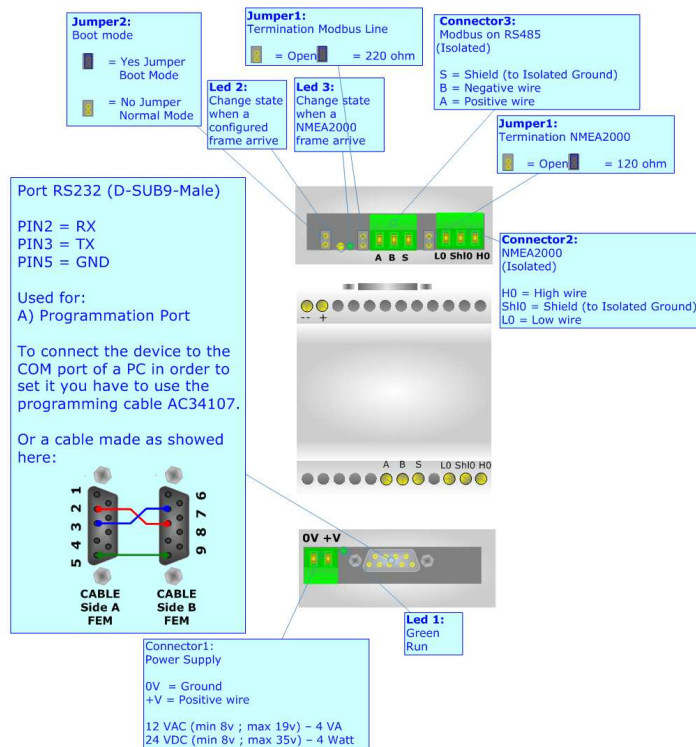 Jumper2:
Boot mode
= Yes Jumper
Boot Mode
= No Jumper
Normal Mode
Jumper1:
Termination Modbus Line
= Open = 220 ohm
Connector3:
Modbus on RS485
(Isolated)
S = Shield (to Isolated Ground)
B = Negative wire
A = Positive wire
Led 2:
Change state
when a
configured
frame arrive
Led 3:
Change state
when a
NMEA2000
frame arrive
Jumper1:
Termination NMEA2000
= Open = 120 ohm
Port RS232 (D-SUB9-Male)
PIN2 = RX
PIN3 = TX
PIN5 = GND
Used for:
A) Programmation Port
To connect the device to the
COM port of a PC in order to
set it you have to use the
programming cable AC34107.
Or a cable made as showed
here:
1
2
3
4
5
6
7
8
9
CABLE
Side A
FEM
CABLE
Side B
FEM
A B S L0 Shl0 H0
Connector2:
NMEA2000
(Isolated)
H0 = High wire
Shl0 = Shield (to Isolated Ground)
L0 = Low wire
-- +
A B S L0 Shl0 H0
0V +V
Led 1:
Green
Run
Connector1:
Power Supply
0V = Ground
+V = Positive wire
12 VAC (min 8v ; max 19v) – 4 VA
24 VDC (min 8v ; max 35v) – 4 Watt